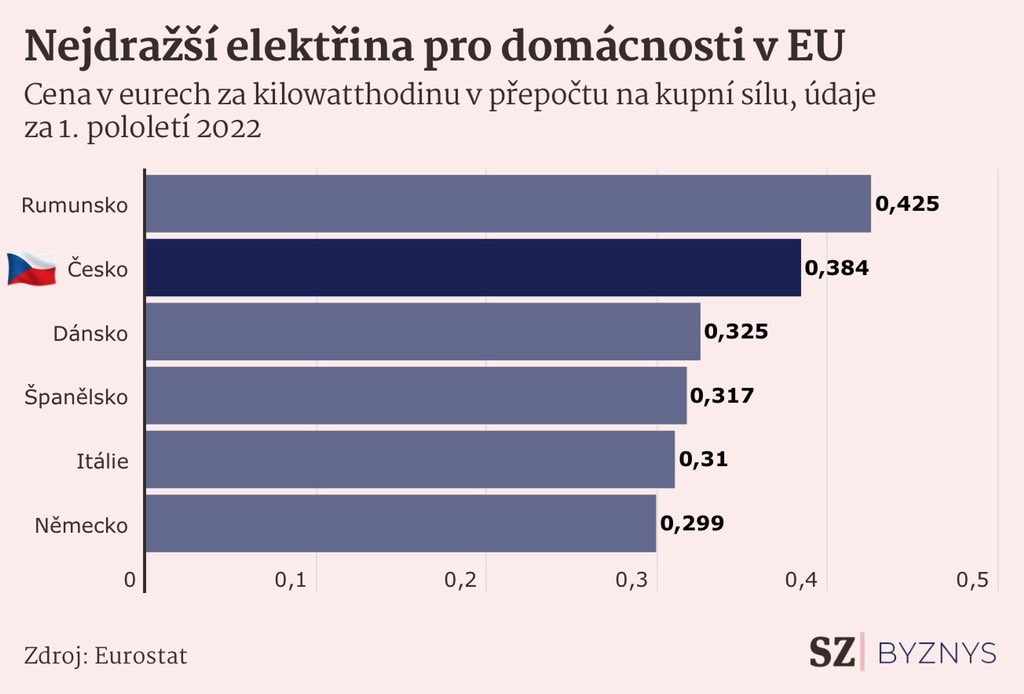 Nejdražší elektřina pro domácnosti v EU
Cena v eurech za kilowatthodinu v přepočtu na kupní sílu, údaje
za 1. pololetí 2022
Rumunsko 0,425
Česko 0,384
Dánsko 0,325
Španělsko 0,317
Itálie 0,31
Německo 0,299
0 0,1 0,2 0,3 0,4 0,5
Zdroj: Eurostat
SZ BYZNYS